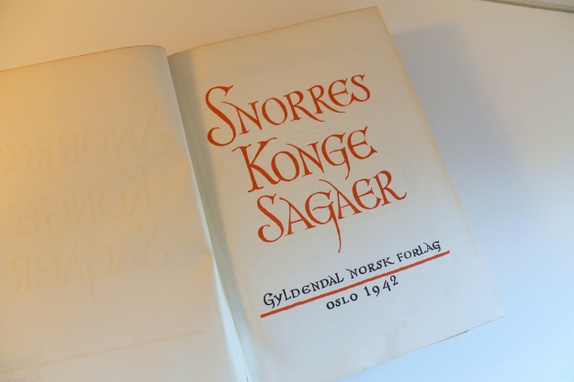 SNORRES
KONGE
SAGAER
GYLDENDAL NORSK FORLAG
OSLO 1942